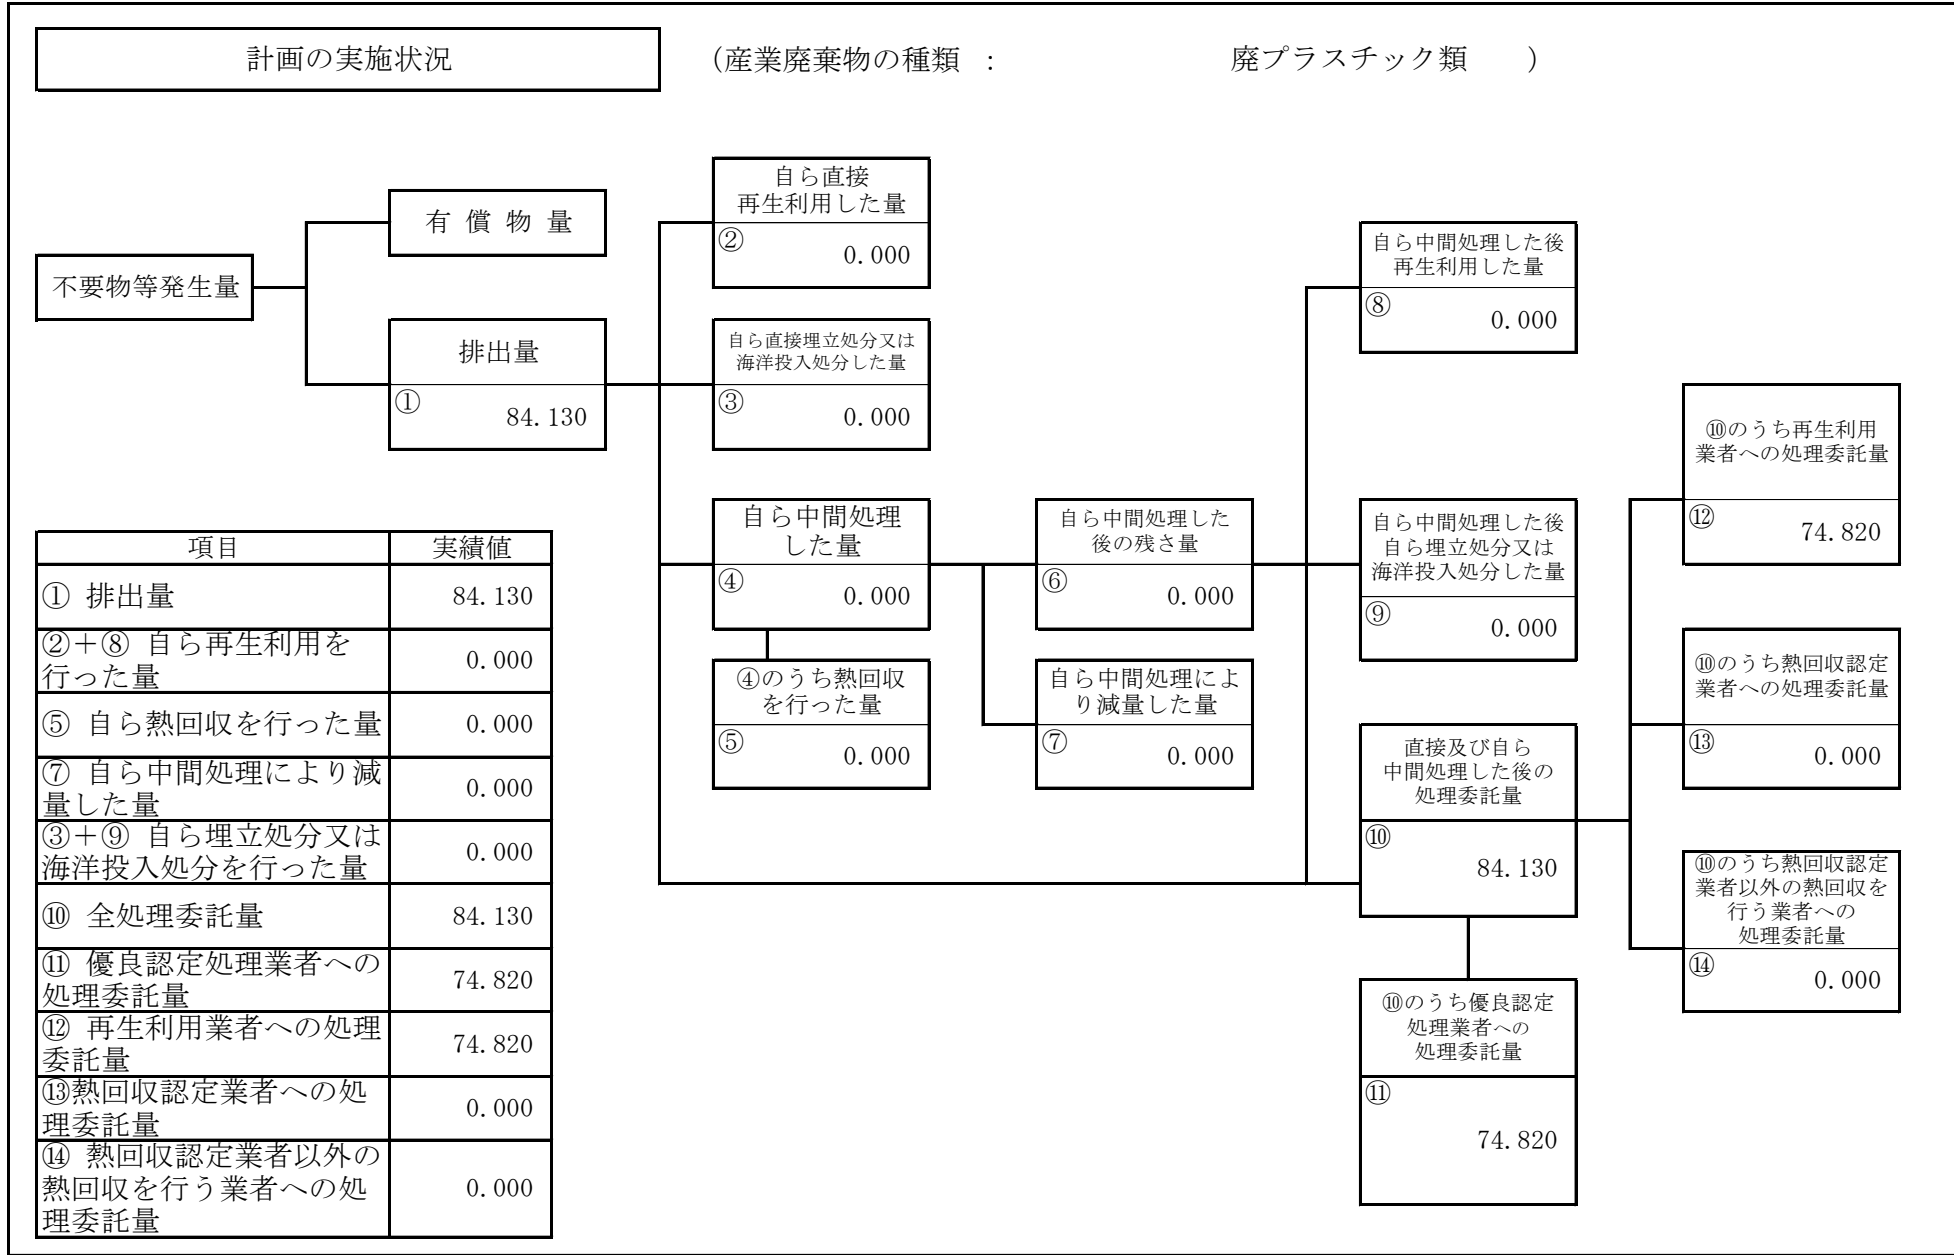 計画の実施状況
(産業廃棄物の種類 : 廃プラスチック類 )
自ら直接
再生利用した量
② 0.000
有 償 物 量
不要物等発生量
自ら中間処理した後
再生利用した量
⑧ 0.000
排出量
① 84.130
自ら直接埋立処分又は
海洋投入処分した量
③ 0.000
⑩のうち再生利用
業者への処理委託量
⑫ 74.820
自ら中間処理
した量
④ 0.000
自ら中間処理した
後の残さ量
⑥ 0.000
自ら中間処理した後
自ら埋立処分又は
海洋投入処分した量
⑨ 0.000
④のうち熱回収
を行った量
⑤ 0.000
自ら中間処理によ
り減量した量
⑦ 0.000
⑩のうち熱回収認定
業者への処理委託量
⑬ 0.000
直接及び自ら
中間処理した後の
処理委託量
⑩ 84.130
⑩のうち熱回収認定
業者以外の熱回収を
行う業者への
処理委託量
⑭ 0.000
⑩のうち優良認定
処理業者への
処理委託量
⑪ 74.820
項目 実績値
① 排出量 84.130
②＋⑧ 自ら再生利用を
行った量 0.000
⑤ 自ら熱回収を行った量 0.000
⑦ 自ら中間処理により減
量した量 0.000
③＋⑨ 自ら埋立処分又は
海洋投入処分を行った量 0.000
⑩ 全処理委託量 84.130
⑪ 優良認定処理業者への
処理委託量 74.820
⑫ 再生利用業者への処理
委託量 74.820
⑬熱回収認定業者への処
理委託量 0.000
⑭ 熱回収認定業者以外の
熱回収を行う業者への処
理委託量 0.000